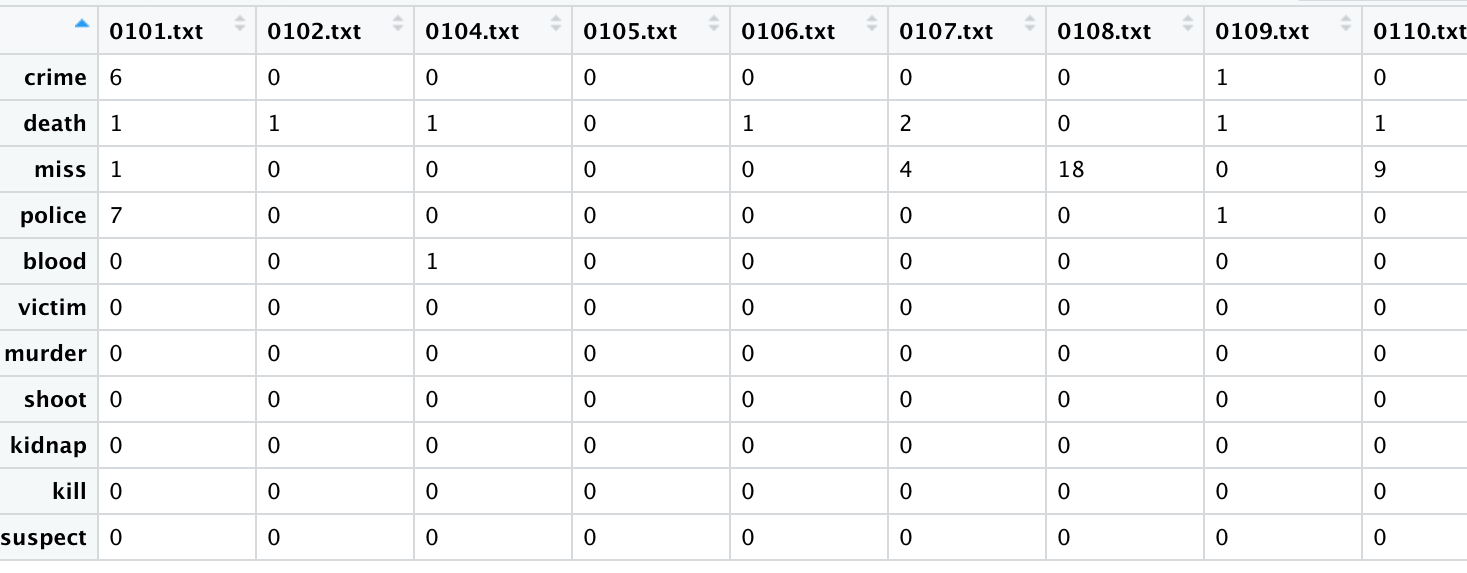 0101.txt 0102.txt 0104.txt 0105.txt 0106.txt 0107.txt 0108.txt 0109.txt 0110.txt
crime 6 0 0 0 0 0 0 1 0
death 1 1 1 0 1 2 0 1 1
miss 1 0 0 0 0 4 18 0 9
police 7 0 0 0 0 0 0 1 0
blood 0 0 1 0 0 0 0 0 0
victim 0 0 0 0 0 0 0 0 0
murder 0 0 0 0 0 0 0 0 0
shoot 0 0 0 0 0 0 0 0 0
kidnap 0 0 0 0 0 0 0 0 0
kill 0 0 0 0 0 0 0 0 0
suspect 0 0 0 0 0 0 0 0 0